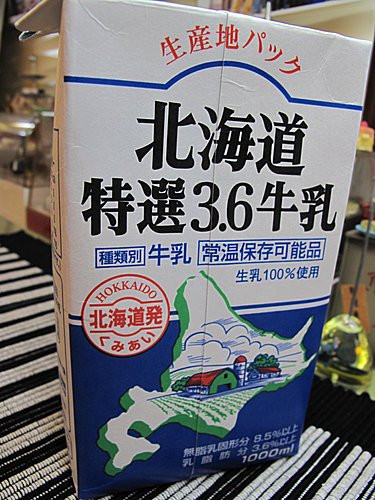 生産地パック
北海道
特選3.6牛乳
種類別 牛乳 常温保存可能品
生乳100%使用
HOKKAIDO
北海道発
くみあい
無脂乳固形分 8.5%以上
乳脂肪分 3.6%以上
1000ml